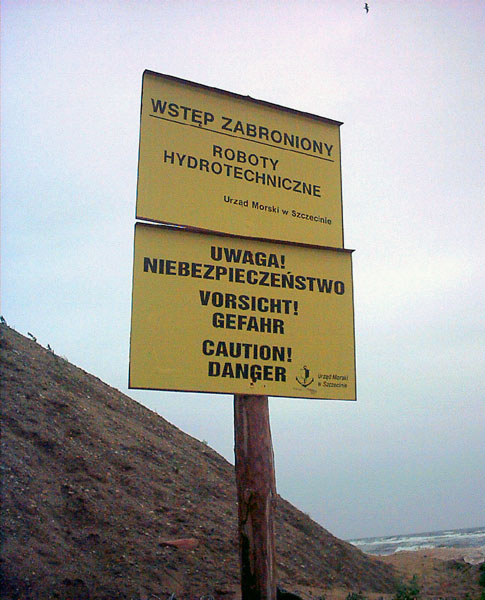 WSTĘP ZABRONIONY
ROBOTY
HYDROTECHNICZNE
Urząd Morski w Szczecinie
UWAGA!
NIEBEZPIECZEŃSTWO
VORSICHT!
GEFAHR
CAUTION!
DANGER
Urząd Morski
w Szczecinie